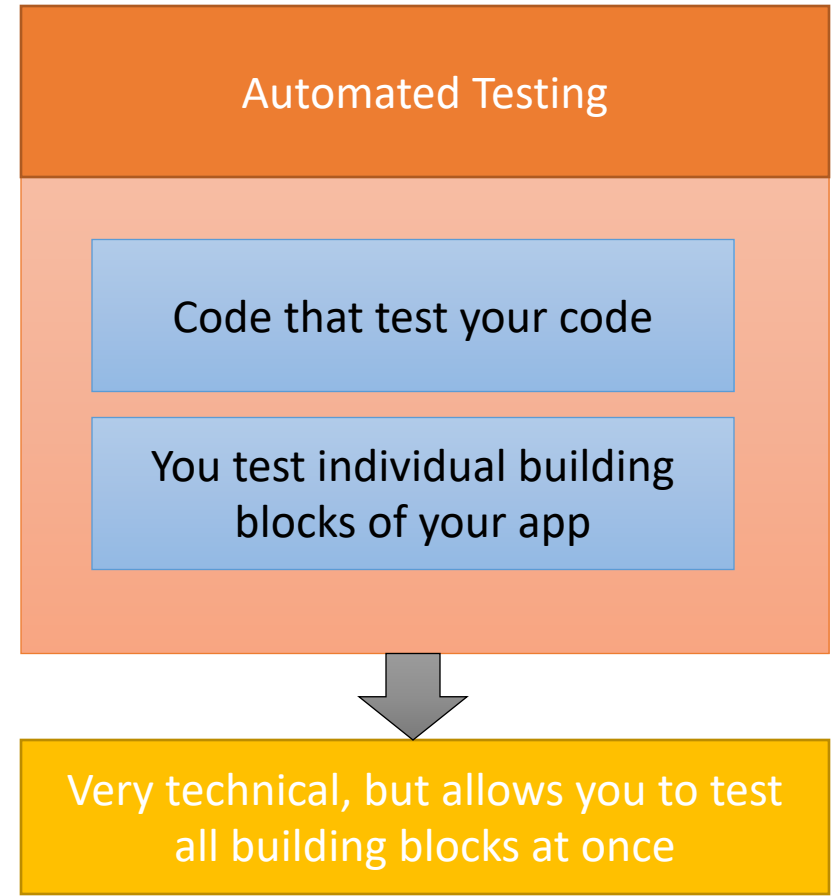 Automated Testing
Code that test your code
You test individual building
blocks of your app
Very technical, but allows you to test
all building blocks at once